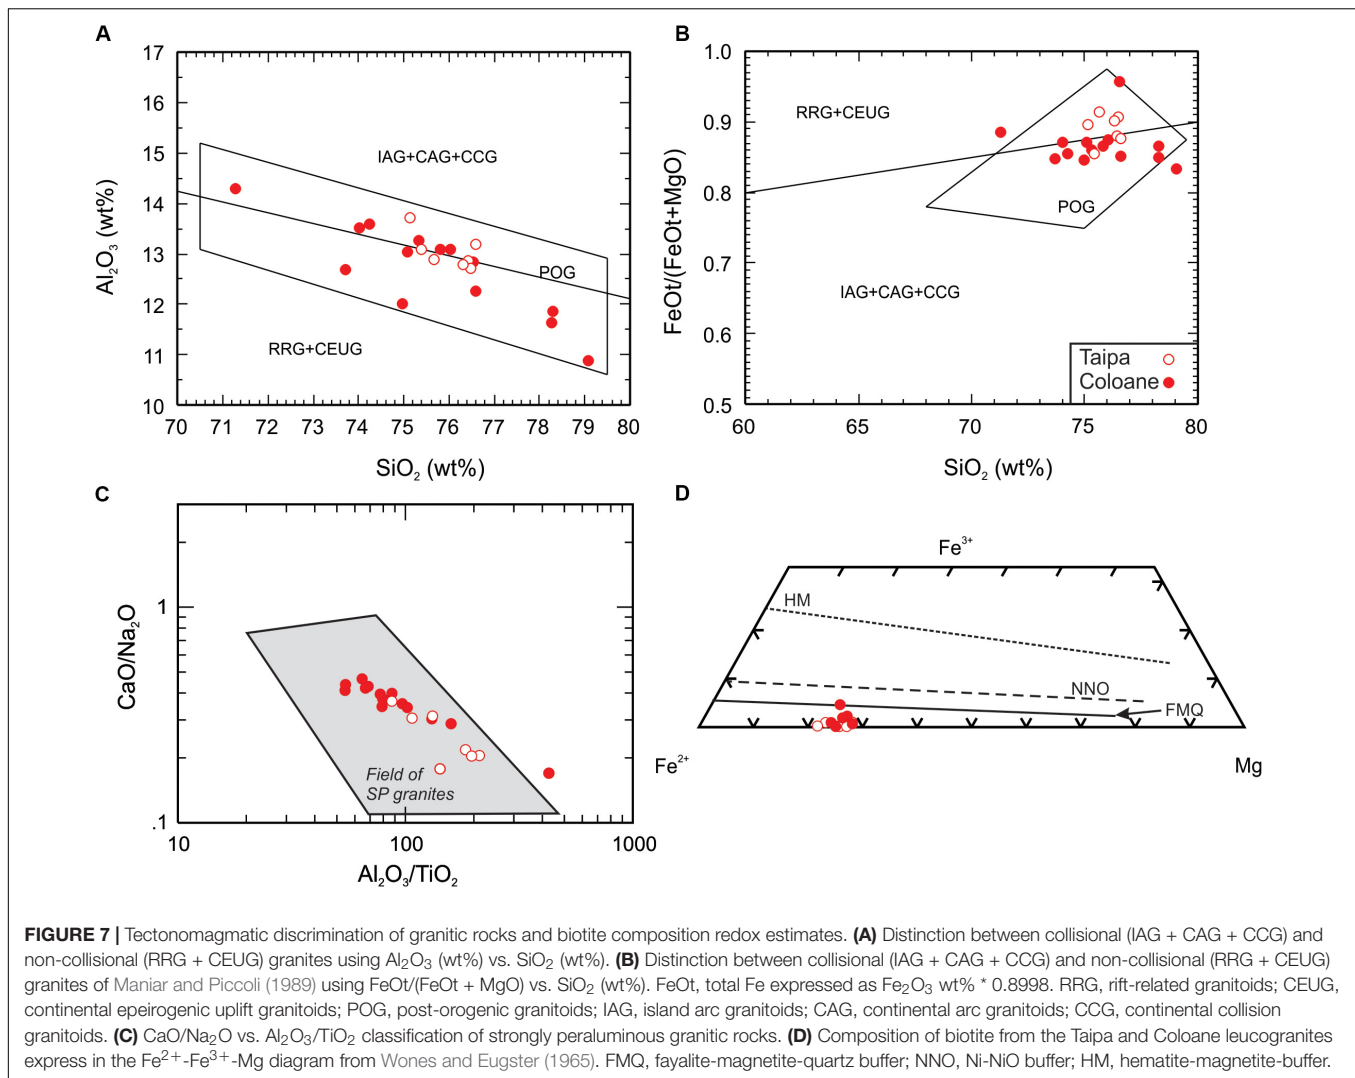 A
17
16
15
14
13
12
11
10
Al₂O₃ (wt%)
IAG+CAG+CCG
POG
RRG+CEUG
70 71 72 73 74 75 76 77 78 79 80
SiO₂ (wt%)
B
1.0
0.9
0.8
0.7
0.6
0.5
FeOt/(FeOt+MgO)
RRG+CEUG
POG
IAG+CAG+CCG
Taipa
Coloane
60 65 70 75 80
SiO₂ (wt%)
C
1
.1
CaO/Na₂O
Field of
SP granites
10 100 1000
Al₂O₃/TiO₂
D
Fe³⁺
HM
NNO
FMQ
Fe²⁺
Mg
FIGURE 7 | Tectonomagmatic discrimination of granitic rocks and biotite composition redox estimates. (A) Distinction between collisional (IAG + CAG + CCG) and
non-collisional (RRG + CEUG) granites using Al₂O₃ (wt%) vs. SiO₂ (wt%). (B) Distinction between collisional (IAG + CAG + CCG) and non-collisional (RRG + CEUG)
granites of Maniar and Piccoli (1989) using FeOt/(FeOt + MgO) vs. SiO₂ (wt%). FeOt, total Fe expressed as Fe₂O₃ wt% * 0.8998. RRG, rift-related granitoids; CEUG,
continental epeirogenic uplift granitoids; POG, post-orogenic granitoids; IAG, island arc granitoids; CAG, continental arc granitoids; CCG, continental collision
granitoids. (C) CaO/Na₂O vs. Al₂O₃/TiO₂ classification of strongly peraluminous granitic rocks. (D) Composition of biotite from the Taipa and Coloane leucogranites
express in the Fe²⁺-Fe³⁺-Mg diagram from Wones and Eugster (1965). FMQ, fayalite-magnetite-quartz buffer; NNO, Ni-NiO buffer; HM, hematite-magnetite-buffer.